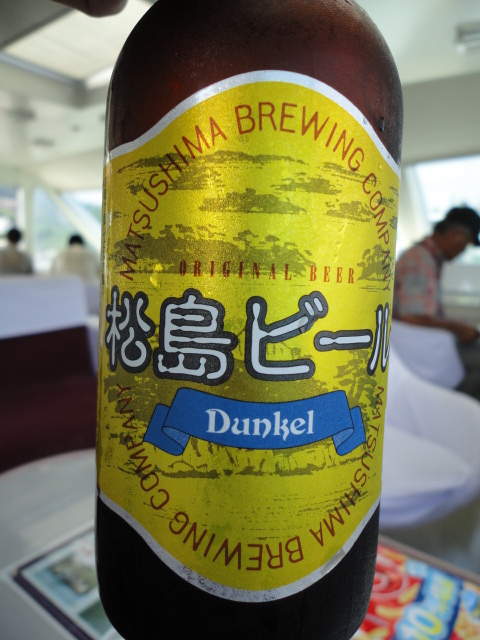 MATSUSHIMA BREWING COMPANY
ORIGINAL BEER
松島ビール
Dunkel
MATSUSHIMA BREWING COMPANY